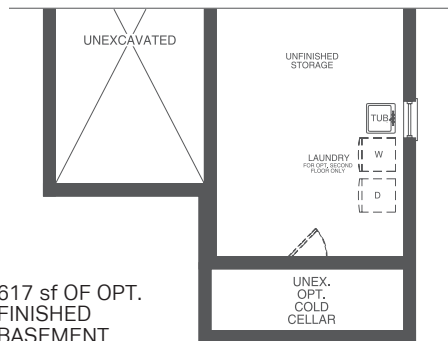 UNEXCAVATED
UNFINISHED
STORAGE
TUB
LAUNDRY
FOR OPT. SECOND
FLOOR ONLY
W
D
UNEX.
OPT.
COLD
CELLAR
617 sf OF OPT.
FINISHED
BASEMENT